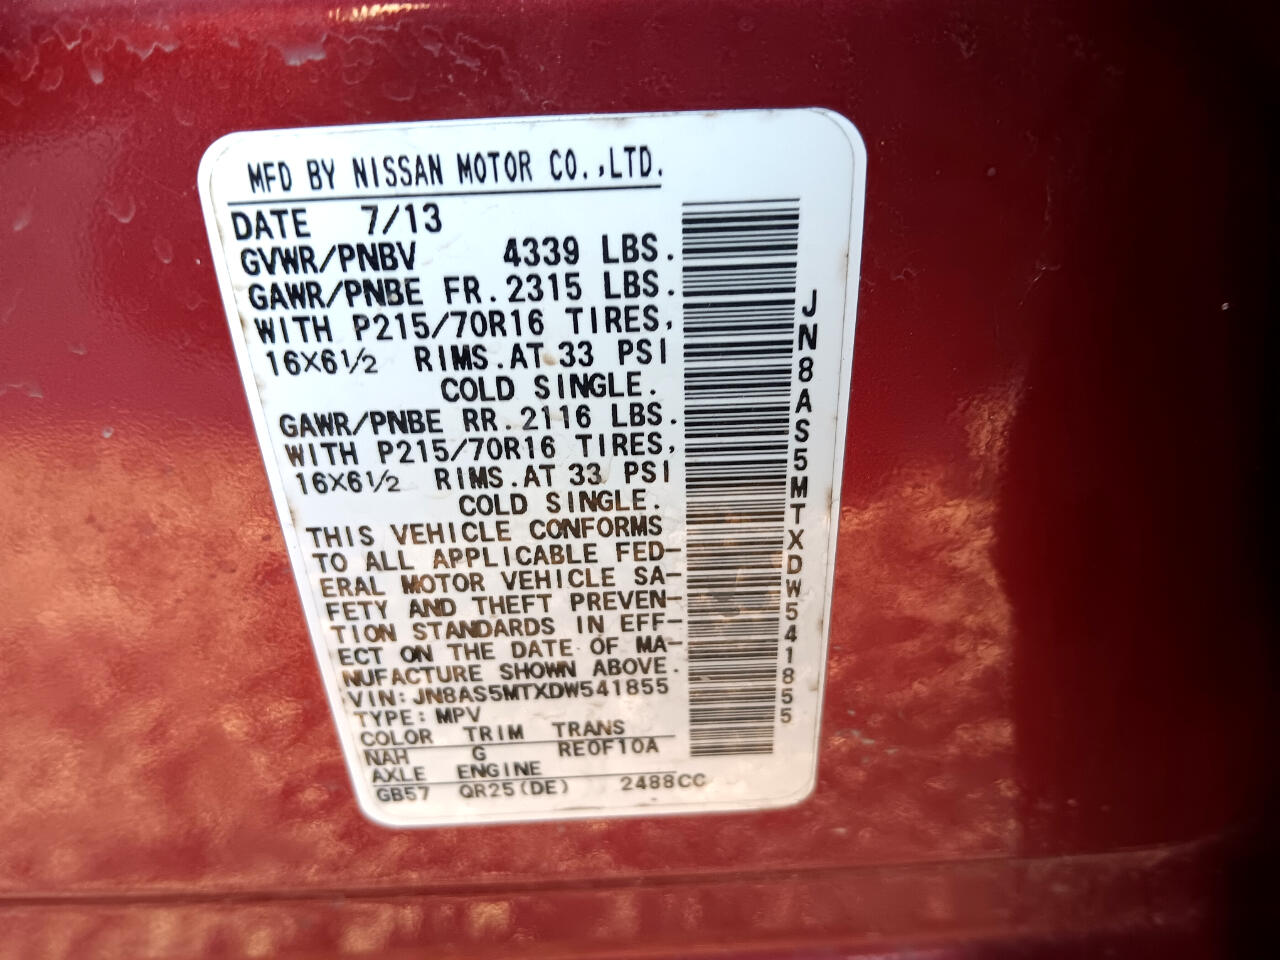 MFD BY NISSAN MOTOR CO.,LTD.
DATE 7/13
GVWR/PNBV 4339 LBS.
GAWR/PNBE FR.2315 LBS.
WITH P215/70R16 TIRES,
16X6½ RIMS.AT 33 PSI
COLD SINGLE.
GAWR/PNBE RR.2116 LBS.
WITH P215/70R16 TIRES,
16X6½ RIMS.AT 33 PSI
COLD SINGLE.
THIS VEHICLE CONFORMS
TO ALL APPLICABLE FED-
ERAL MOTOR VEHICLE SA-
FETY AND THEFT PREVEN-
TION STANDARDS IN EFF-
ECT ON THE DATE OF MA-
NUFACTURE SHOWN ABOVE.
VIN:JN8AS5MTXDW541855
TYPE:MPV
COLOR TRIM TRANS
NAH G RE0F10A
AXLE ENGINE
GB57 QR25(DE) 2488CC
JN8AS5MTXDW541855